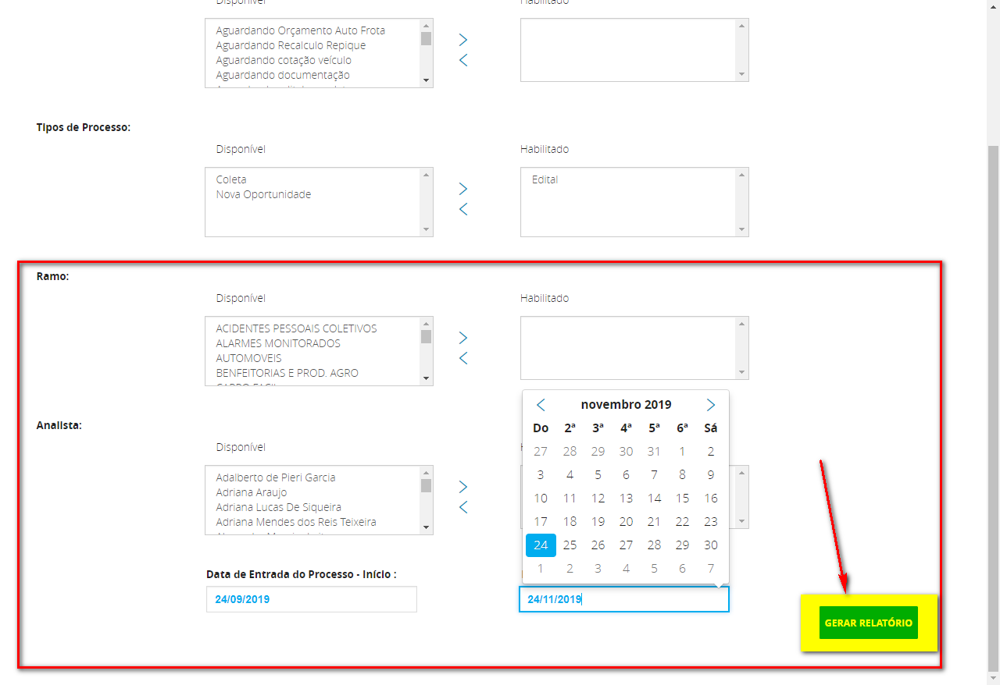 Disponível
Habilitado
Aguardando Orçamento Auto Frota
Aguardando Recalculo Repique
Aguardando cotação veículo
Aguardando documentação
Tipos de Processo:
Disponível
Habilitado
Coleta
Nova Oportunidade
Edital
Ramo:
Disponível
Habilitado
ACIDENTES PESSOAIS COLETIVOS
ALARMES MONITORADOS
AUTOMOVEIS
BENFEITORIAS E PROD. AGRO
CARRO FACIL
novembro 2019
Do 2ª 3ª 4ª 5ª 6ª Sá
27 28 29 30 31 1 2
3 4 5 6 7 8 9
10 11 12 13 14 15 16
17 18 19 20 21 22 23
24 25 26 27 28 29 30
1 2 3 4 5 6 7
Analista:
Disponível
Adalberto de Pieri Garcia
Adriana Araujo
Adriana Lucas De Siqueira
Adriana Mendes dos Reis Teixeira
Data de Entrada do Processo - Início :
24/09/2019
24/11/2019
GERAR RELATÓRIO